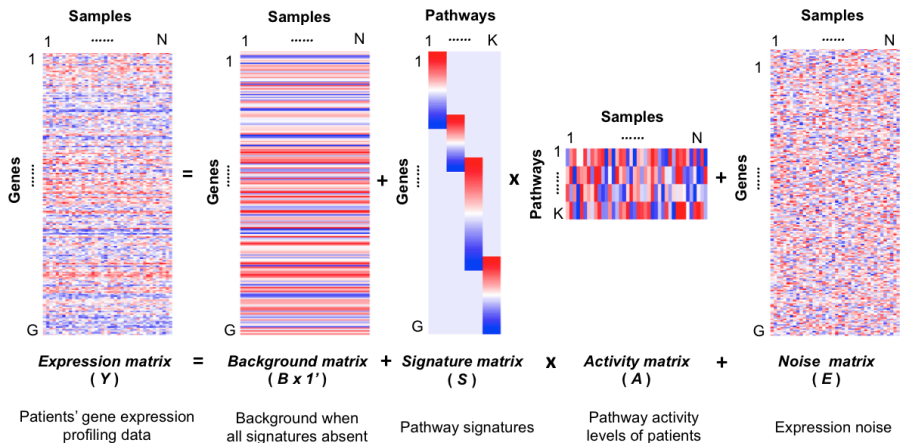 Samples
1 ...... N
1
Genes
......
G
=
Samples
1 ...... N
1
Genes
......
G
+
Pathways
1 ...... K
1
Genes
......
G
x
Samples
1 ...... N
1
Pathways
......
K
+
Samples
1 ...... N
1
Genes
......
G
Expression matrix = Background matrix + Signature matrix x Activity matrix + Noise matrix
( Y ) ( B x 1’ ) ( S ) ( A ) ( E )
Patients’ gene expression
profiling data
Background when
all signatures absent
Pathway signatures
Pathway activity
levels of patients
Expression noise